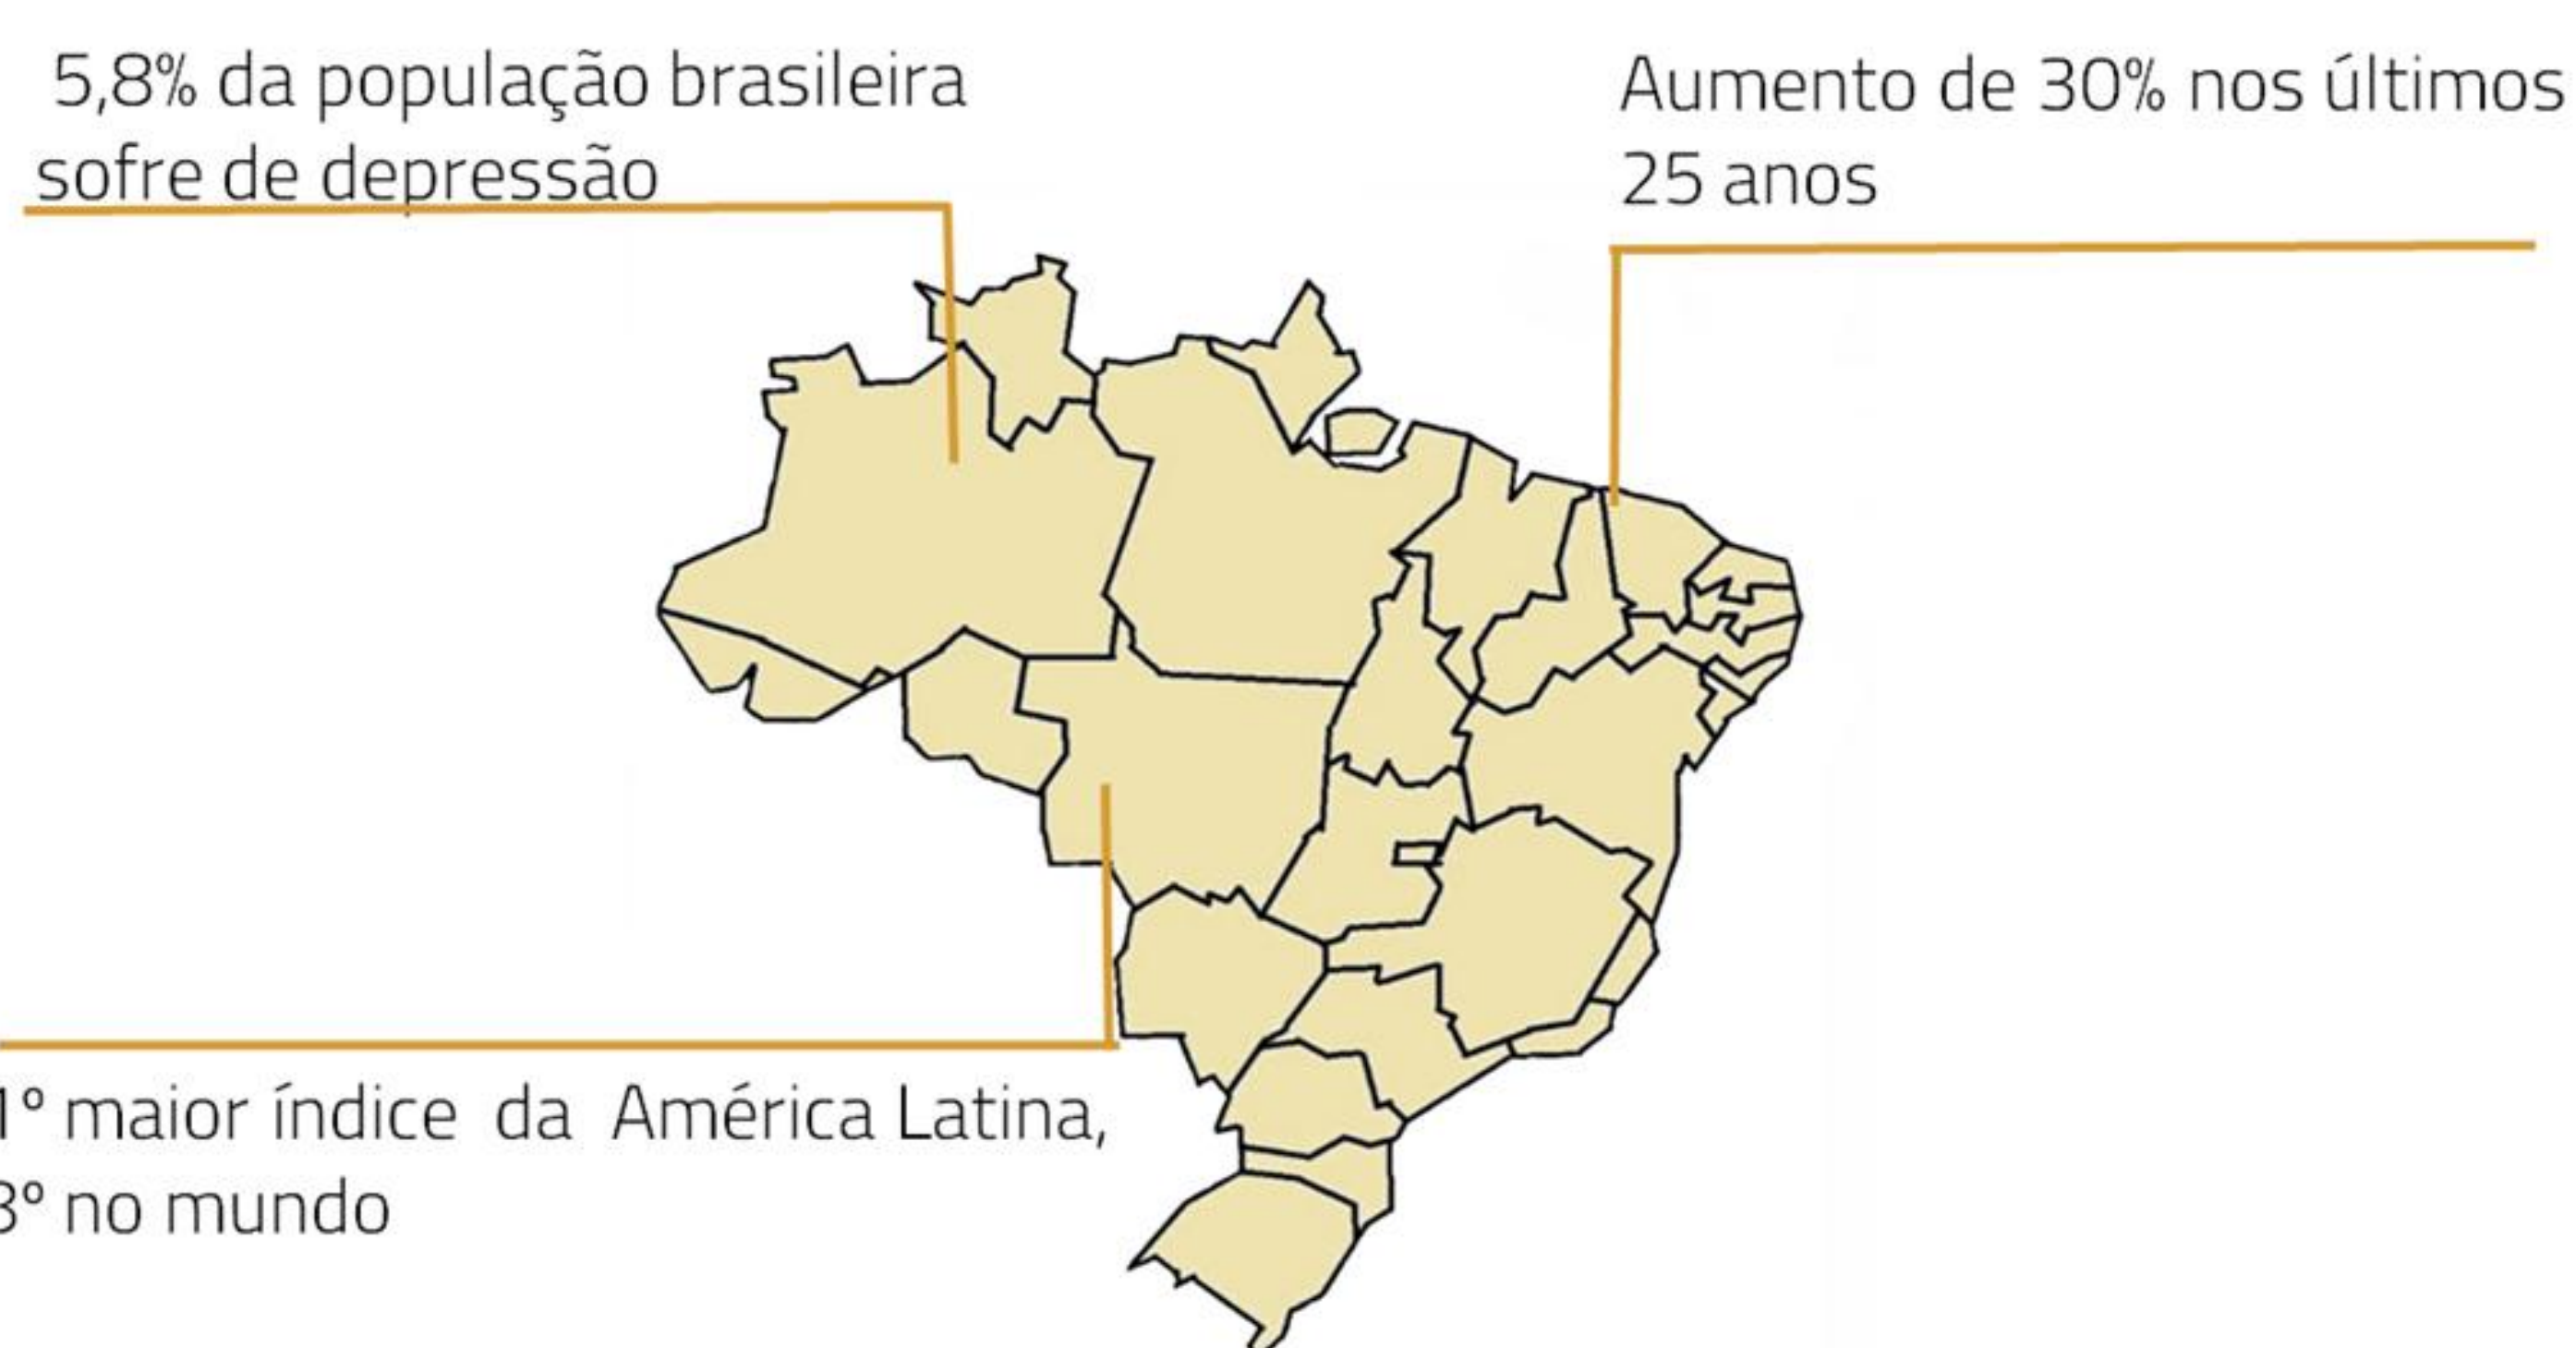 5,8% da população brasileira
sofre de depressão
Aumento de 30% nos últimos
25 anos
1º maior índice da América Latina,
3º no mundo